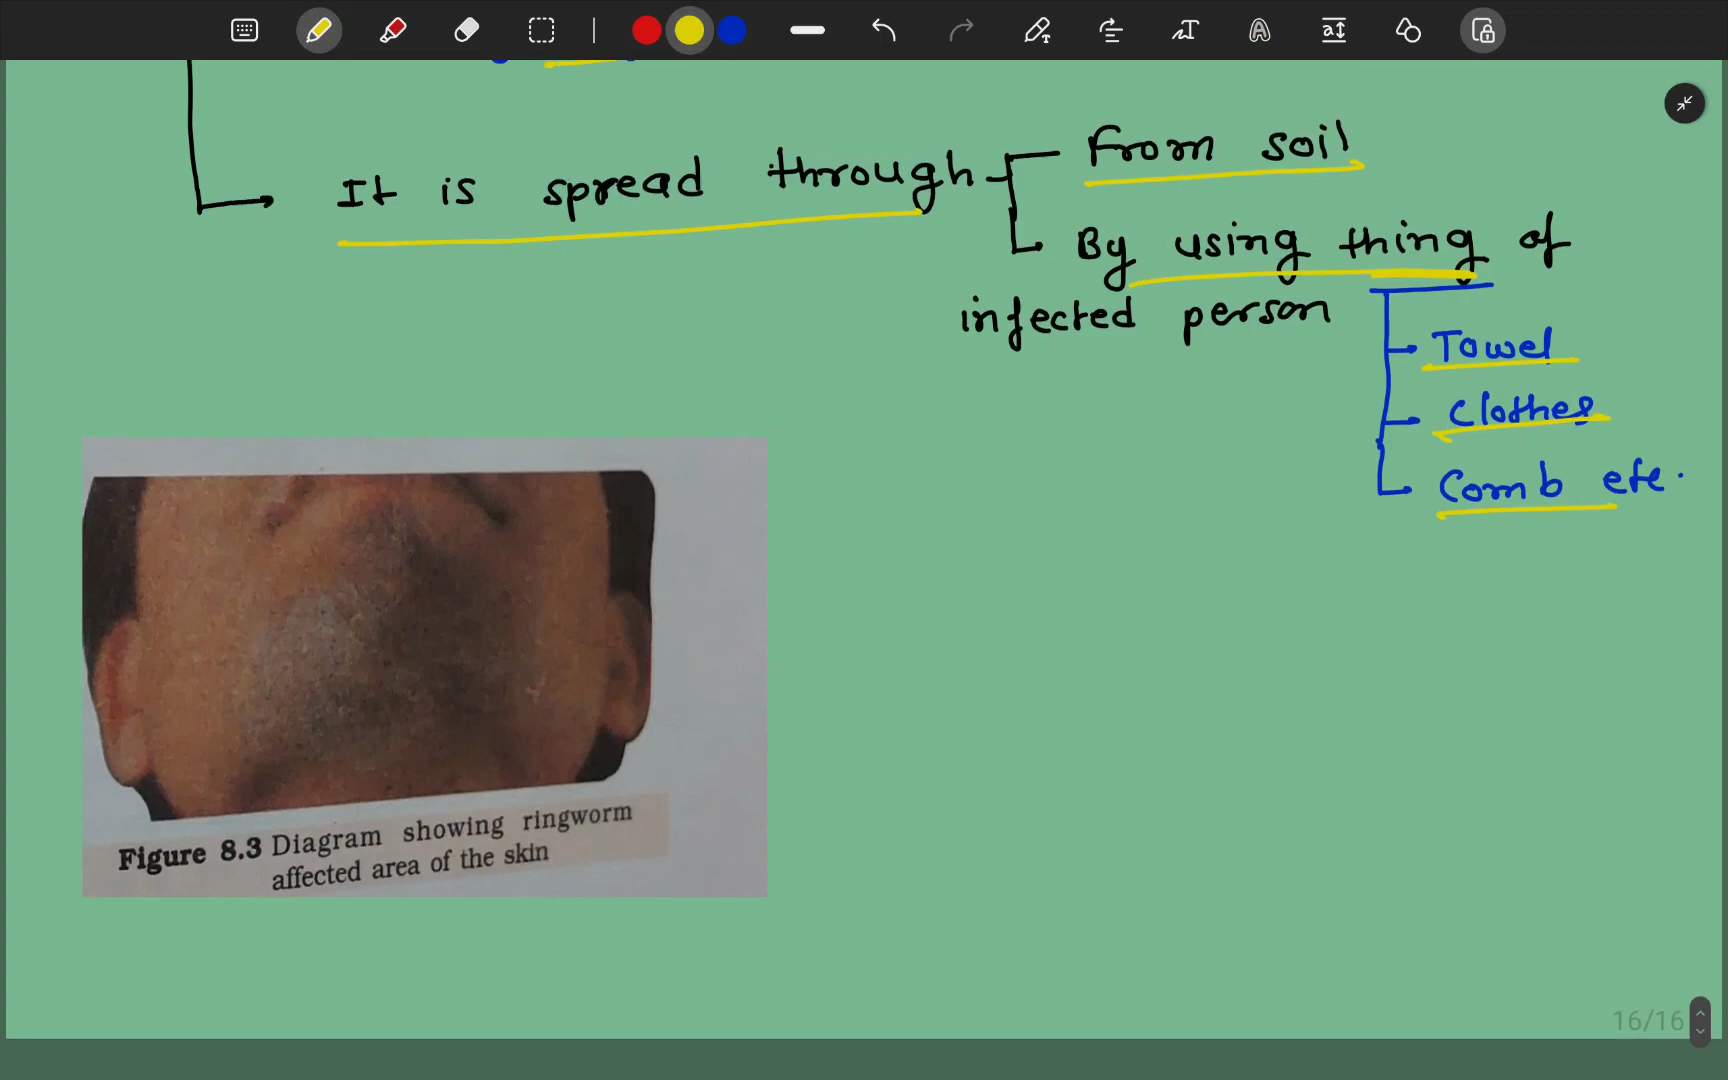 It is spread through
From soil
By using thing of
infected person
Towel
Clothes
Comb etc.
Figure 8.3 Diagram showing ringworm
affected area of the skin
16/16